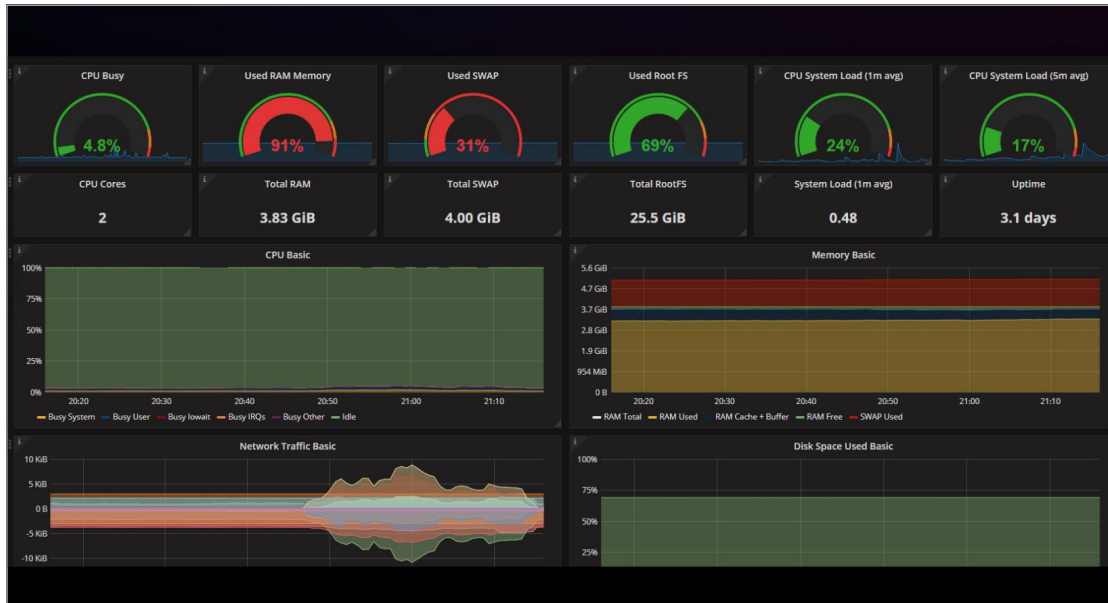 CPU Busy
Used RAM Memory
Used SWAP
Used Root FS
CPU System Load (1m avg)
CPU System Load (5m avg)
4.8%
91%
31%
69%
24%
17%
CPU Cores
Total RAM
Total SWAP
Total RootFS
System Load (1m avg)
Uptime
2
3.83 GiB
4.00 GiB
25.5 GiB
0.48
3.1 days
CPU Basic
100%
75%
50%
25%
0%
20:20 20:30 20:40 20:50 21:00 21:10
Busy System Busy User Busy Iowait Busy IRQs Busy Other Idle
Memory Basic
5.6 GiB
4.7 GiB
3.7 GiB
2.8 GiB
1.9 GiB
954 MiB
0 B
20:20 20:30 20:40 20:50 21:00 21:10
RAM Total RAM Used RAM Cache + Buffer RAM Free SWAP Used
Network Traffic Basic
10 KiB
5 KiB
0 B
-5 KiB
-10 KiB
Disk Space Used Basic
100%
75%
50%
25%